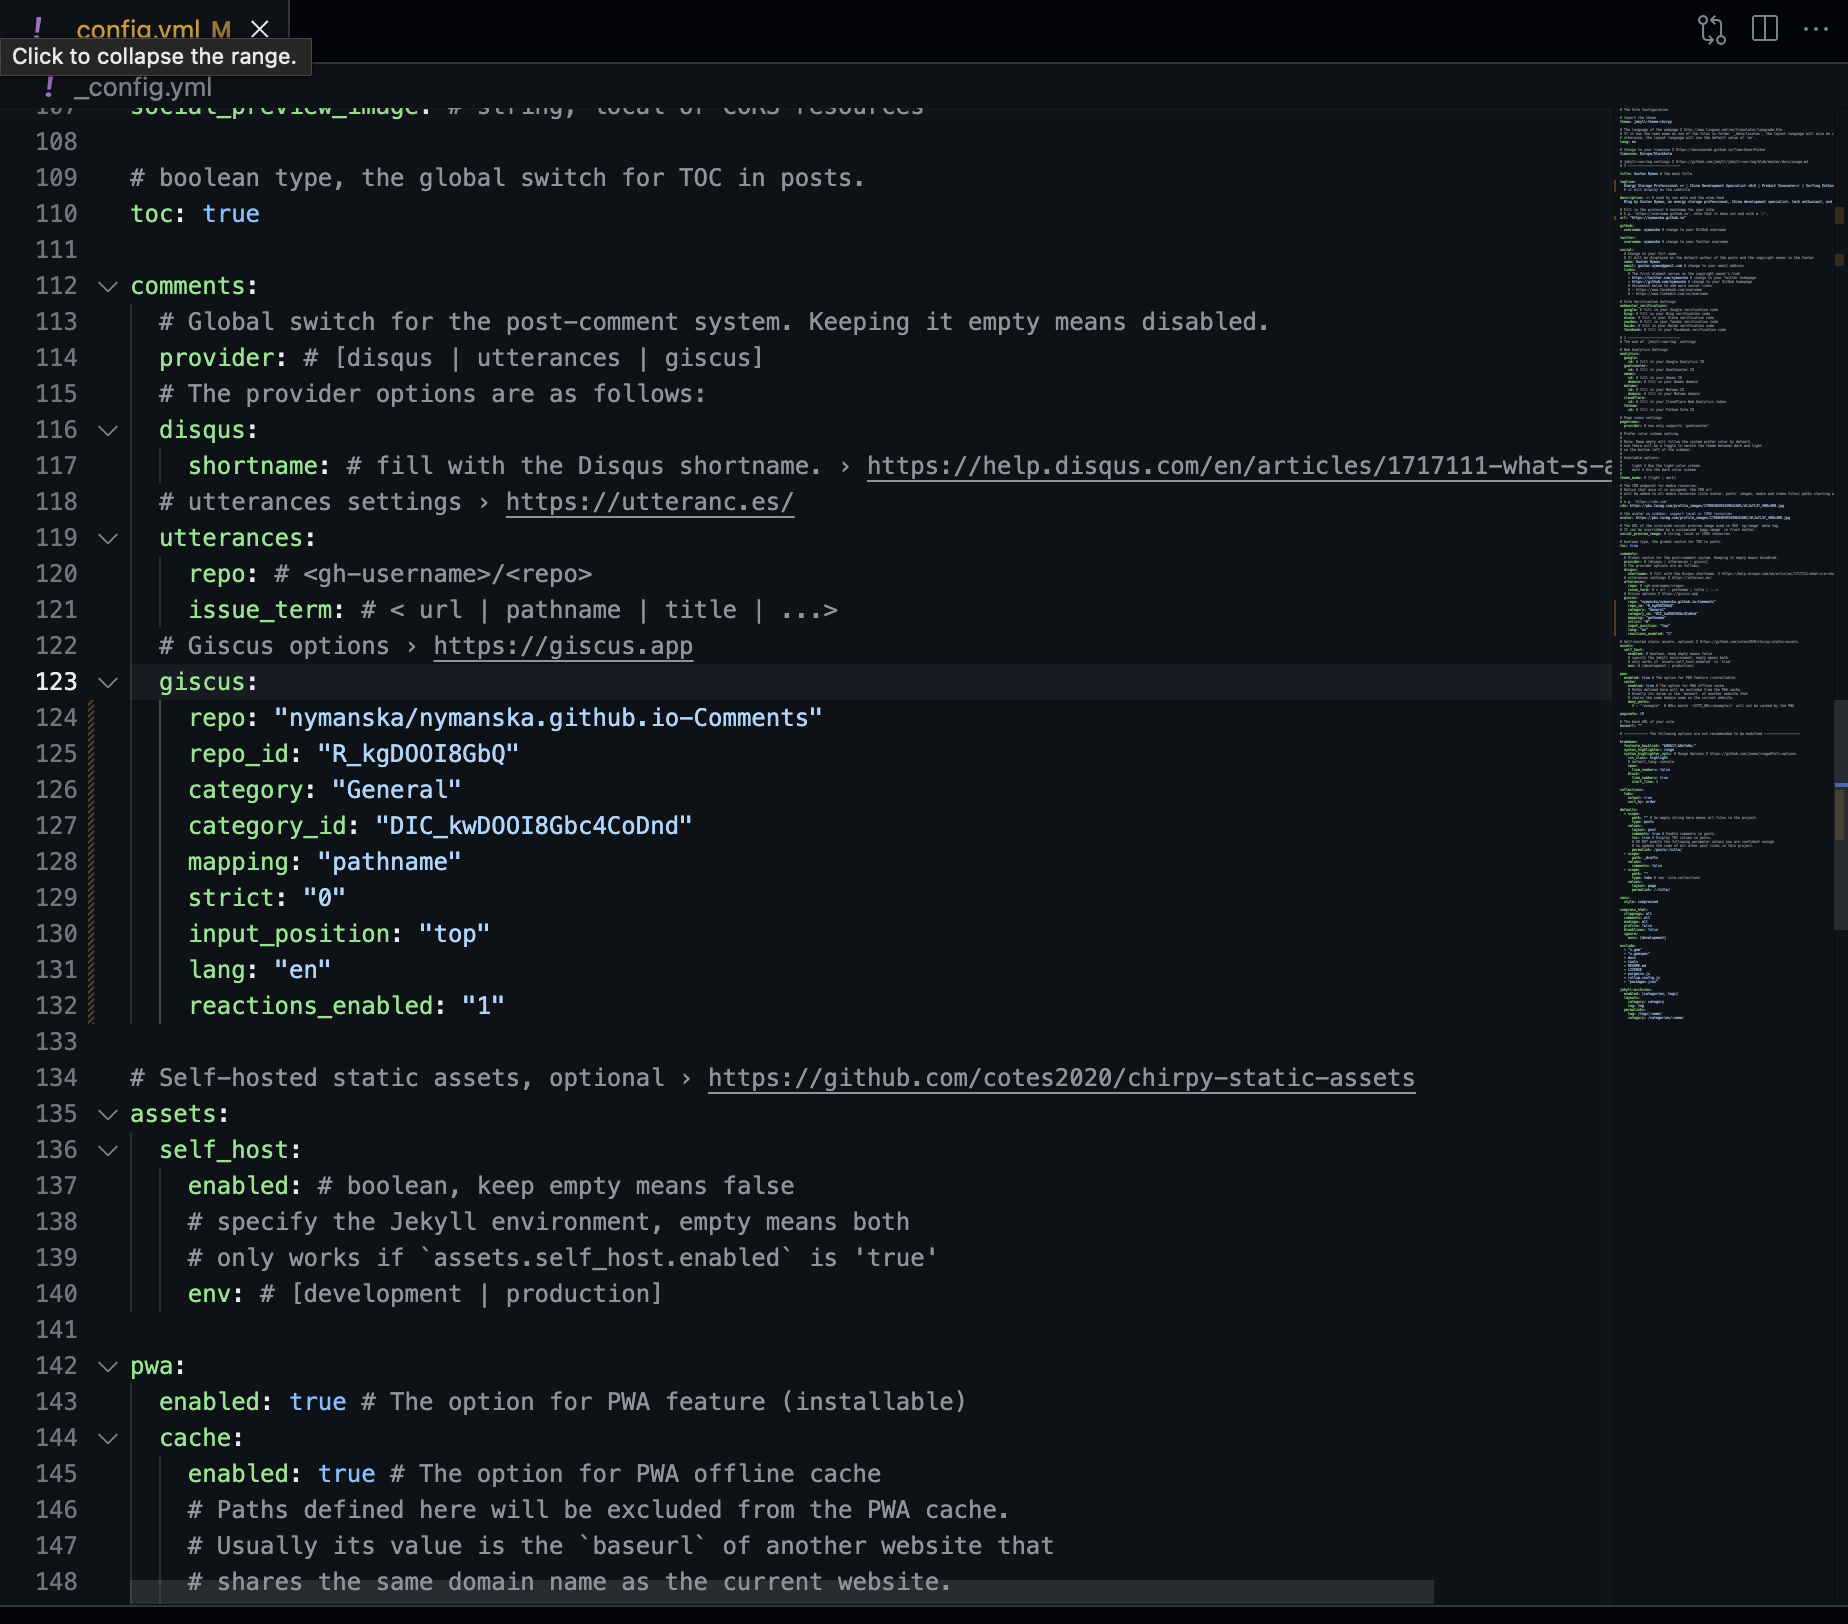 _config.yml M
Click to collapse the range.
! _config.yml
107 social_preview_image: # string, local or CORS resources
108
109 # boolean type, the global switch for TOC in posts.
110 toc: true
111
112 comments:
113 # Global switch for the post-comment system. Keeping it empty means disabled.
114 provider: # [disqus | utterances | giscus]
115 # The provider options are as follows:
116 disqus:
117 shortname: # fill with the Disqus shortname. › https://help.disqus.com/en/articles/1717111-what-s-a
118 # utterances settings › https://utteranc.es/
119 utterances:
120 repo: # <gh-username>/<repo>
121 issue_term: # < url | pathname | title | ...>
122 # Giscus options › https://giscus.app
123 giscus:
124 repo: "nymanska/nymanska.github.io-Comments"
125 repo_id: "R_kgDOOI8GbQ"
126 category: "General"
127 category_id: "DIC_kwDOOI8Gbc4CoDnd"
128 mapping: "pathname"
129 strict: "0"
130 input_position: "top"
131 lang: "en"
132 reactions_enabled: "1"
133
134 # Self-hosted static assets, optional › https://github.com/cotes2020/chirpy-static-assets
135 assets:
136 self_host:
137 enabled: # boolean, keep empty means false
138 # specify the Jekyll environment, empty means both
139 # only works if `assets.self_host.enabled` is 'true'
140 env: # [development | production]
141
142 pwa:
143 enabled: true # The option for PWA feature (installable)
144 cache:
145 enabled: true # The option for PWA offline cache
146 # Paths defined here will be excluded from the PWA cache.
147 # Usually its value is the `baseurl` of another website that
148 # shares the same domain name as the current website.